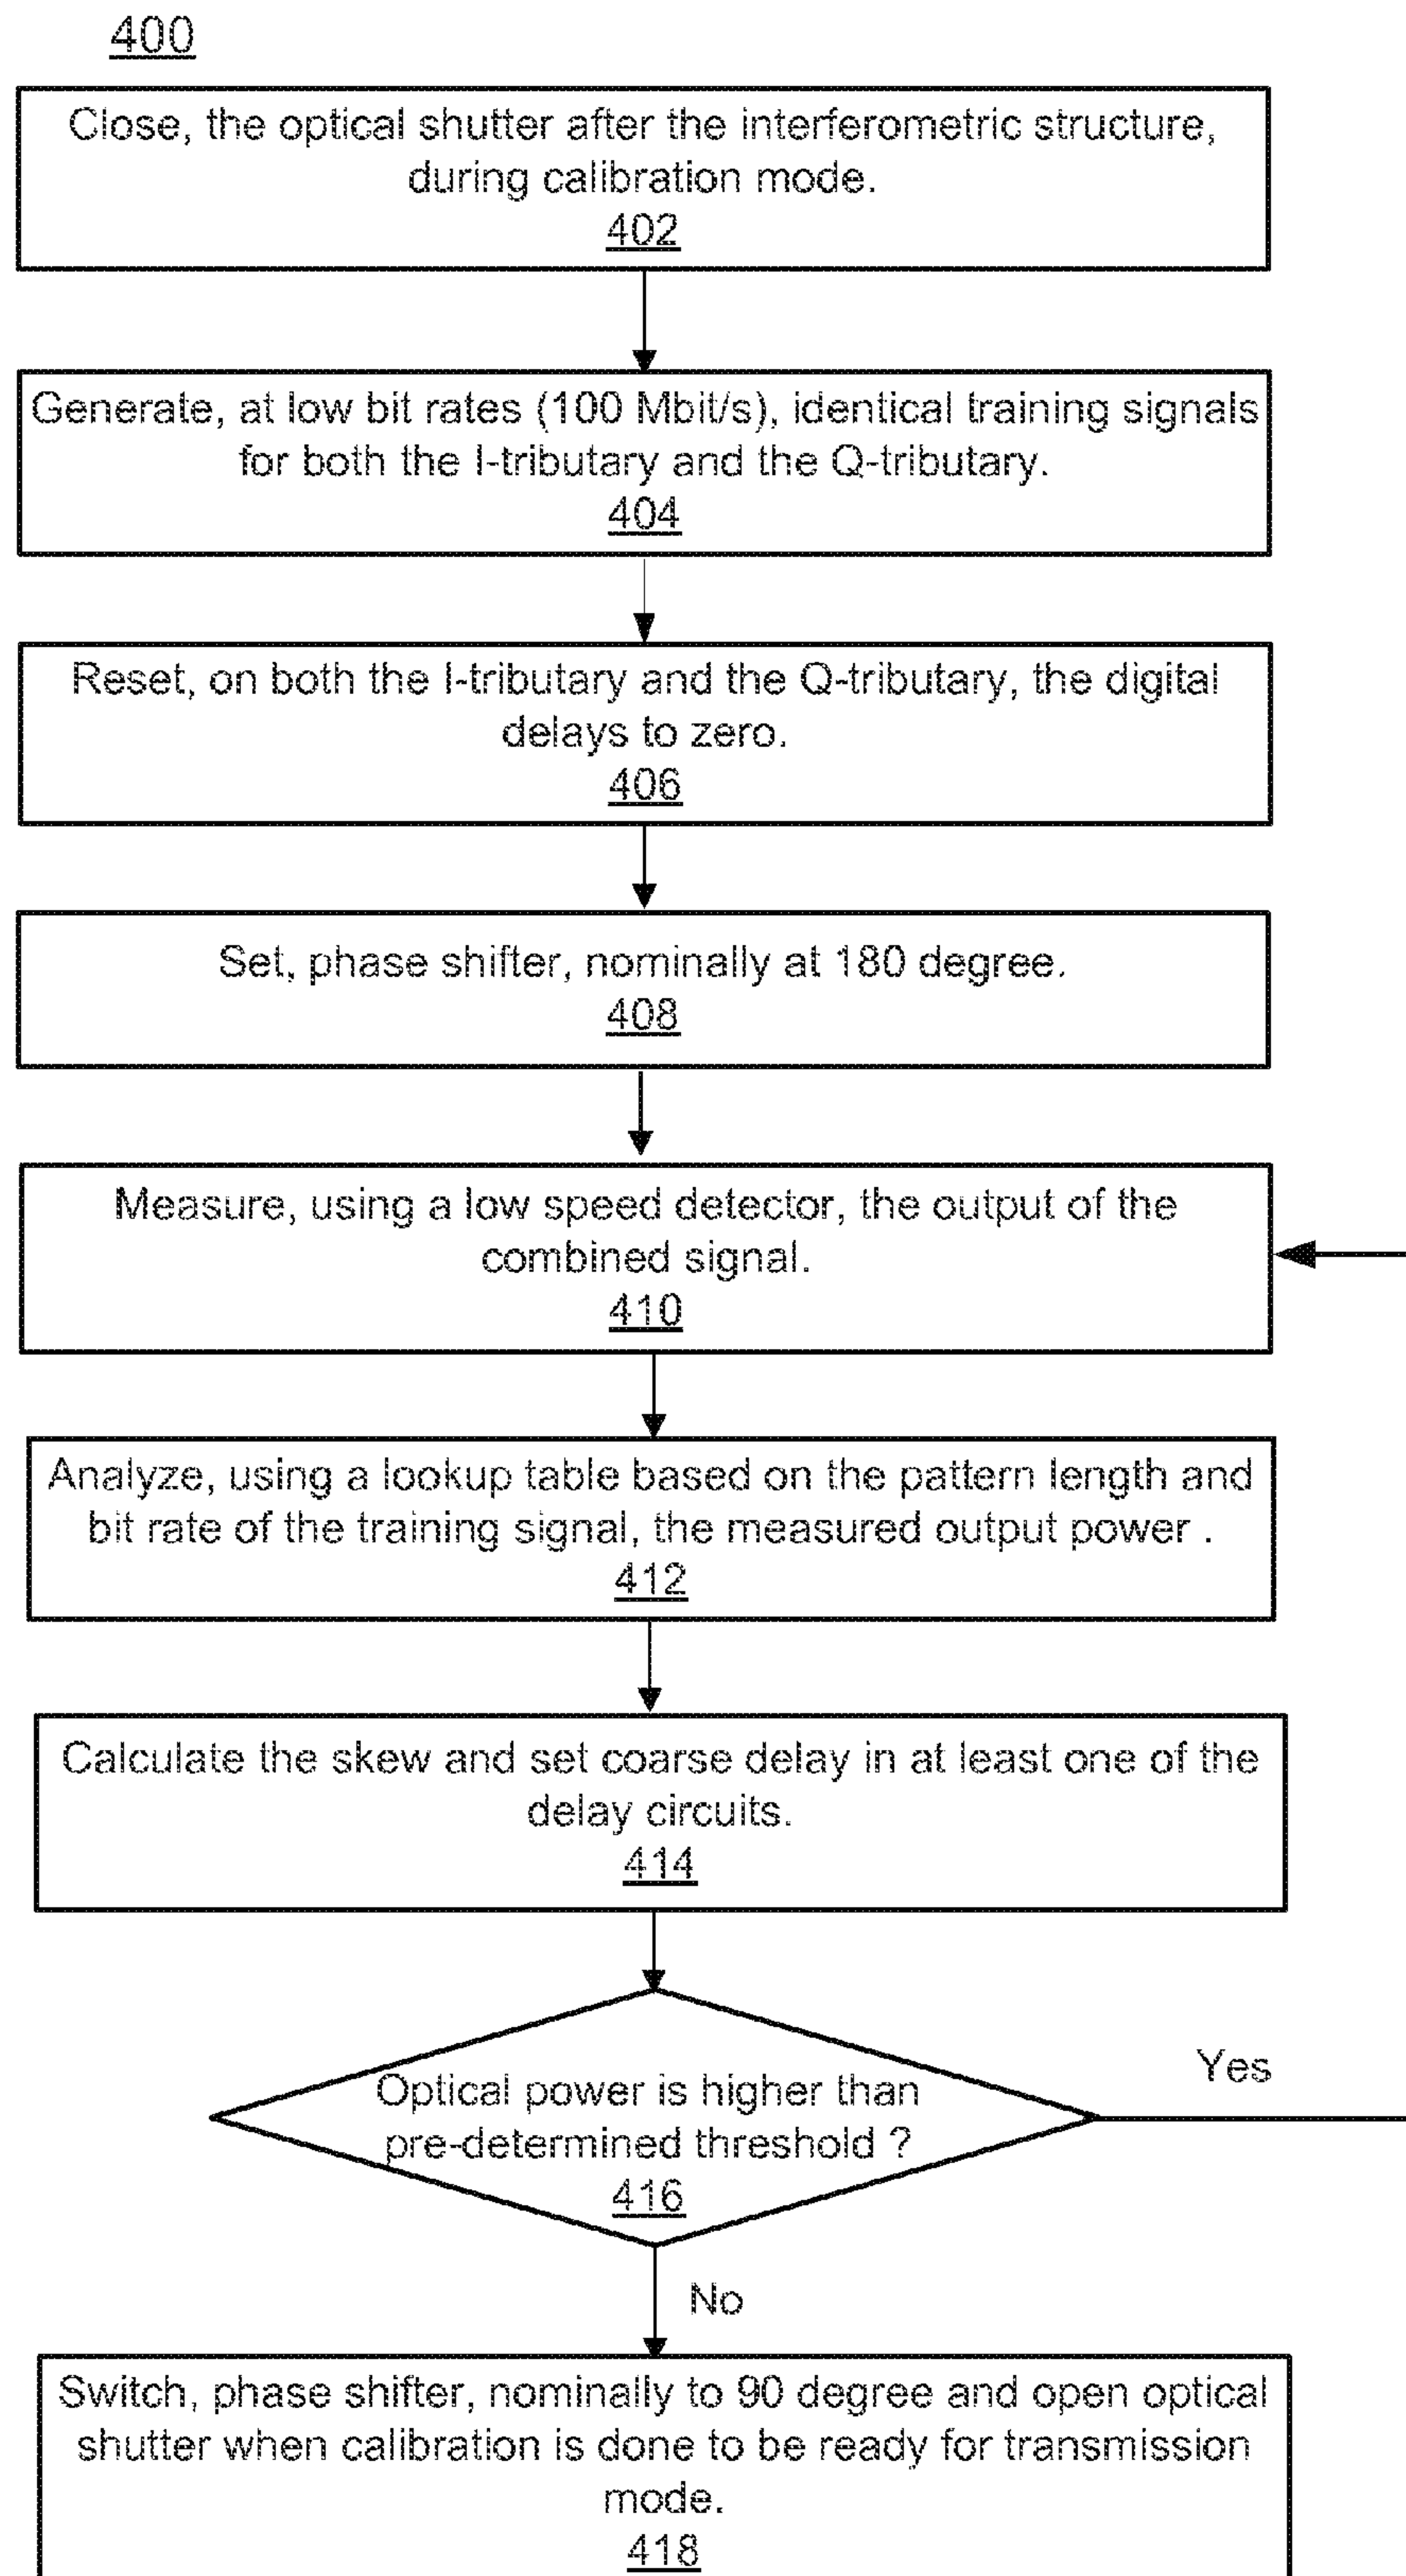 400
Close, the optical shutter after the interferometric structure,
during calibration mode.
402
Generate, at low bit rates (100 Mbit/s), identical training signals
for both the I-tributary and the Q-tributary.
404
Reset, on both the I-tributary and the Q-tributary, the digital
delays to zero.
406
Set, phase shifter, nominally at 180 degree.
408
Measure, using a low speed detector, the output of the
combined signal.
410
Analyze, using a lookup table based on the pattern length and
bit rate of the training signal, the measured output power .
412
Calculate the skew and set coarse delay in at least one of the
delay circuits.
414
Yes
Optical power is higher than
pre-determined threshold ?
416
No
Switch, phase shifter, nominally to 90 degree and open optical
shutter when calibration is done to be ready for transmission
mode.
418